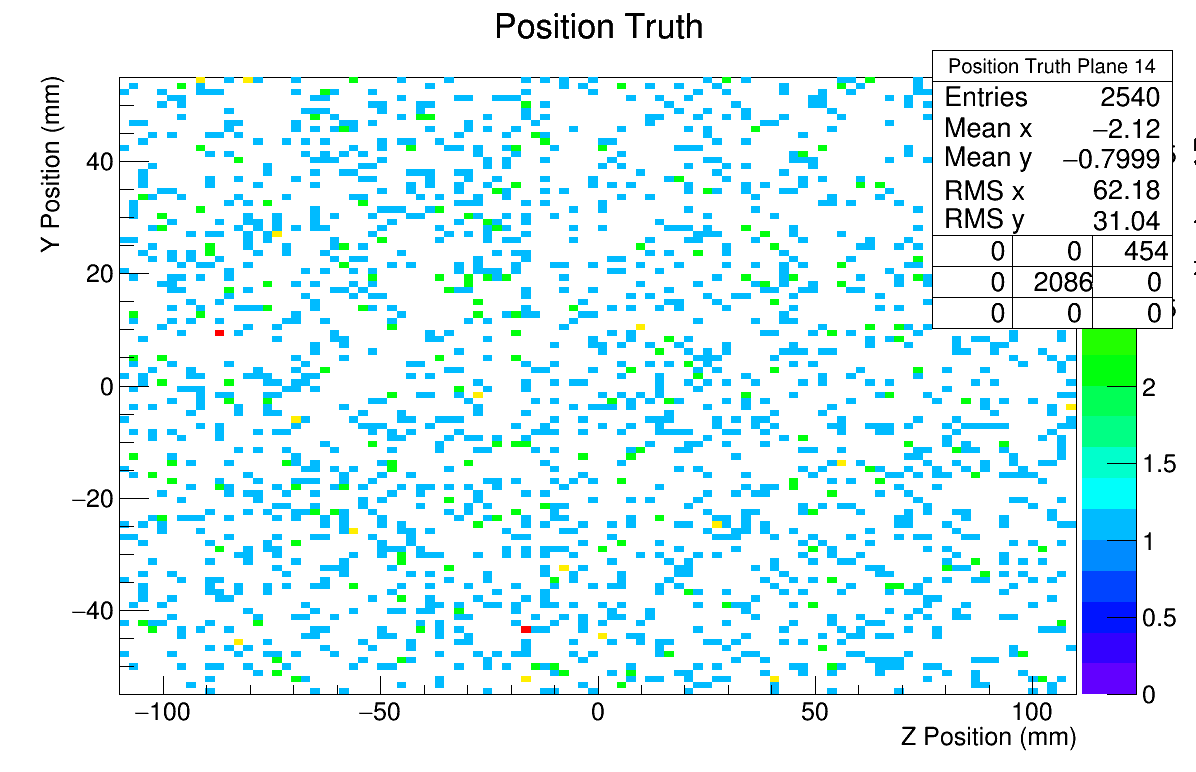 Position Truth
Y Position (mm)
Position Truth Plane 14
Entries 2540
Mean x −2.12
Mean y −0.7999
RMS x 62.18
RMS y 31.04
0 0 454
0 2086 0
0 0 0
40
20
0
−20
−40
2
1.5
1
0.5
0
−100 −50 0 50 100
Z Position (mm)